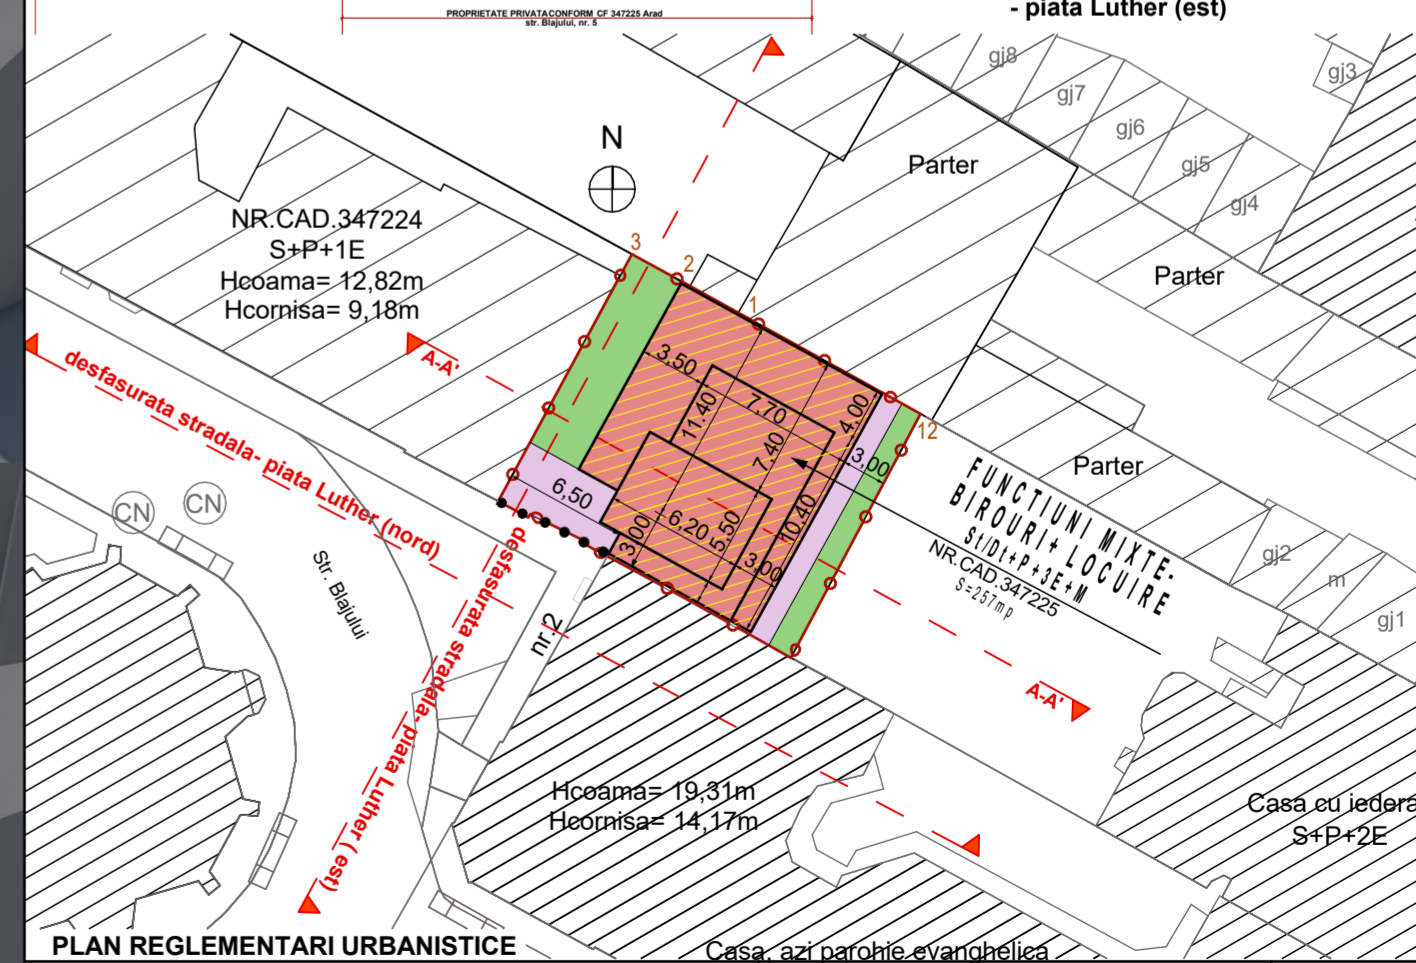 PROPRIETATE PRIVATACONFORM CF 347225 Arad
str. Blajului, nr. 5
- piata Luther (est)
gj8
gj3
gj7
gj6
gj5
gj4
N
Parter
NR.CAD.347224
S+P+1E
Hcoama= 12,82m
Hcornisa= 9,18m
3
2
1
12
Parter
Parter
A-A'
desfasurata stradala- piata Luther (nord)
3,50
7,70
4,00
11.40
7,40
3,00
6,50
6,20
5,50
10,40
3,00
3,00
CN
CN
Str. Blajului
desfasurata stradala- piata Luther ( est)
nr.2
FUNCTIUNI MIXTE-
BIROURI+ LOCUIRE
St/Dt+P+3E+M
NR.CAD.347225
S=257mp
gj2
m
gj1
A-A'
Hcoama= 19,31m
Hcornisa= 14,17m
Casa cu iedera
S+P+2E
PLAN REGLEMENTARI URBANISTICE
Casa, azi parohie evanghelica